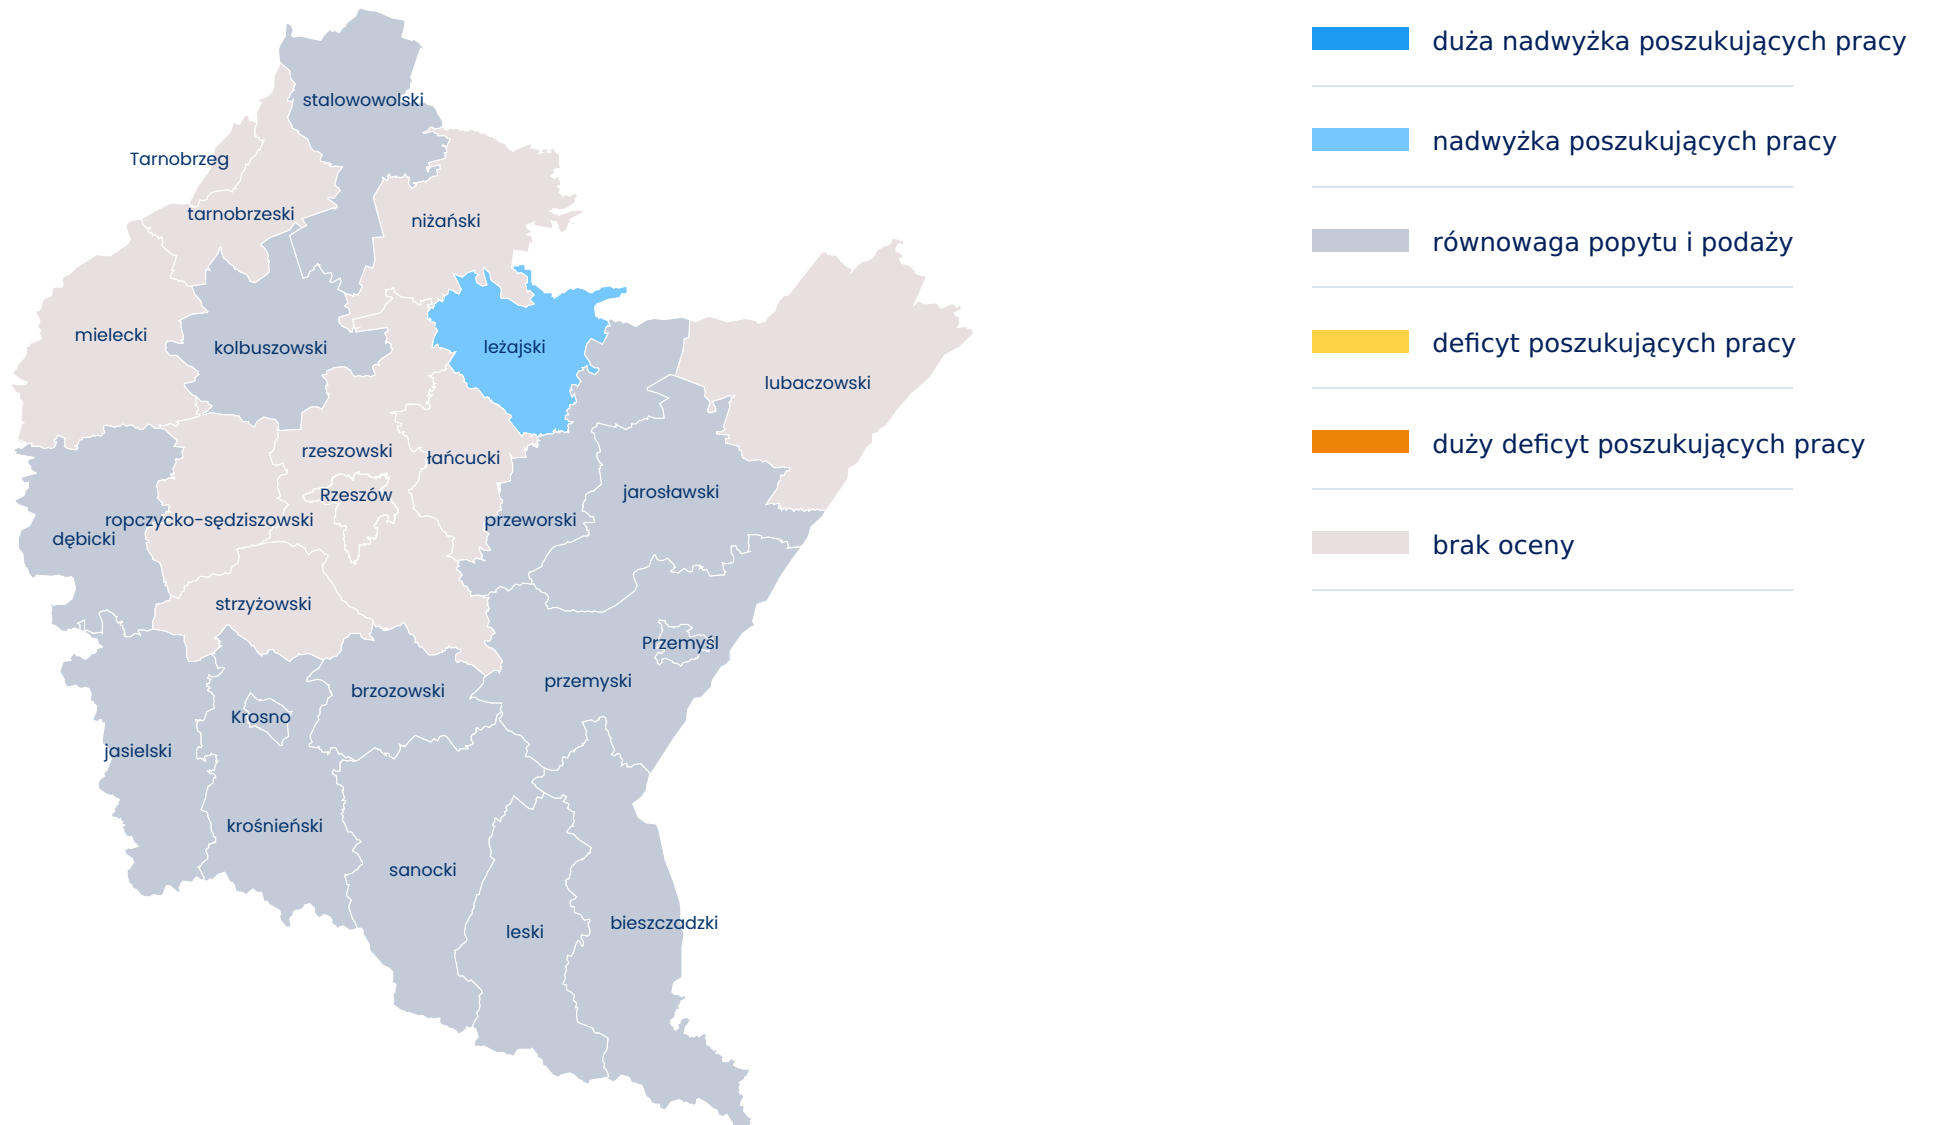 stalowowolski
Tarnobrzeg
tarnobrzeski
niżański
mielecki
kolbuszowski
leżajski
lubaczowski
rzeszowski
łańcucki
Rzeszów
jarosławski
ropczycko-sędziszowski
przeworski
dębicki
strzyżowski
Przemyśl
przemyski
brzozowski
Krosno
jasielski
krośnieński
sanocki
leski
bieszczadzki
duża nadwyżka poszukujących pracy
nadwyżka poszukujących pracy
równowaga popytu i podaży
deficyt poszukujących pracy
duży deficyt poszukujących pracy
brak oceny